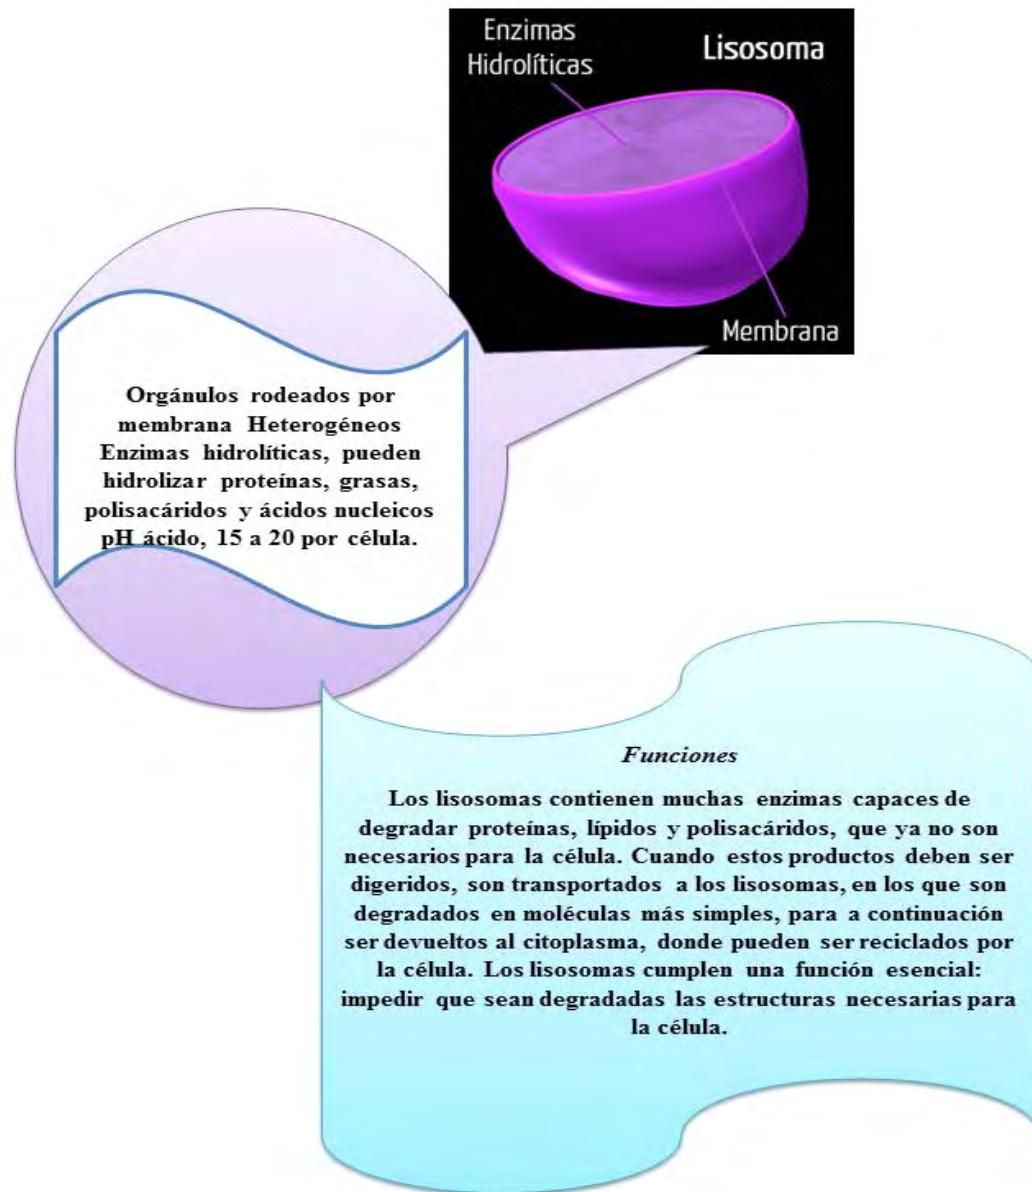 Enzimas
Hidrolíticas
Lisosoma
Membrana
Orgánulos rodeados por
membrana Heterogéneos
Enzimas hidrolíticas, pueden
hidrolizar proteínas, grasas,
polisacáridos y ácidos nucleicos
pH ácido, 15 a 20 por célula.
Funciones
Los lisosomas contienen muchas enzimas capaces de
degradar proteínas, lípidos y polisacáridos, que ya no son
necesarios para la célula. Cuando estos productos deben ser
digeridos, son transportados a los lisosomas, en los que son
degradados en moléculas más simples, para a continuación
ser devueltos al citoplasma, donde pueden ser reciclados por
la célula. Los lisosomas cumplen una función esencial:
impedir que sean degradadas las estructuras necesarias para
la célula.